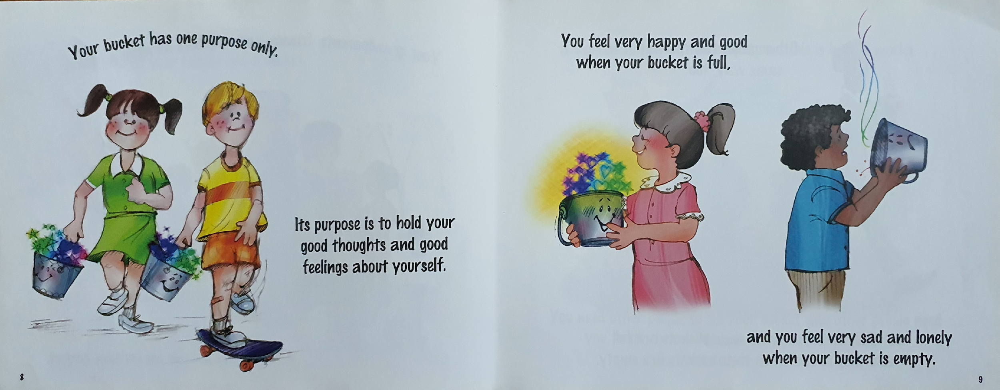 Your bucket has one purpose only.
Its purpose is to hold your
good thoughts and good
feelings about yourself.
8
You feel very happy and good
when your bucket is full,
and you feel very sad and lonely
when your bucket is empty.
9